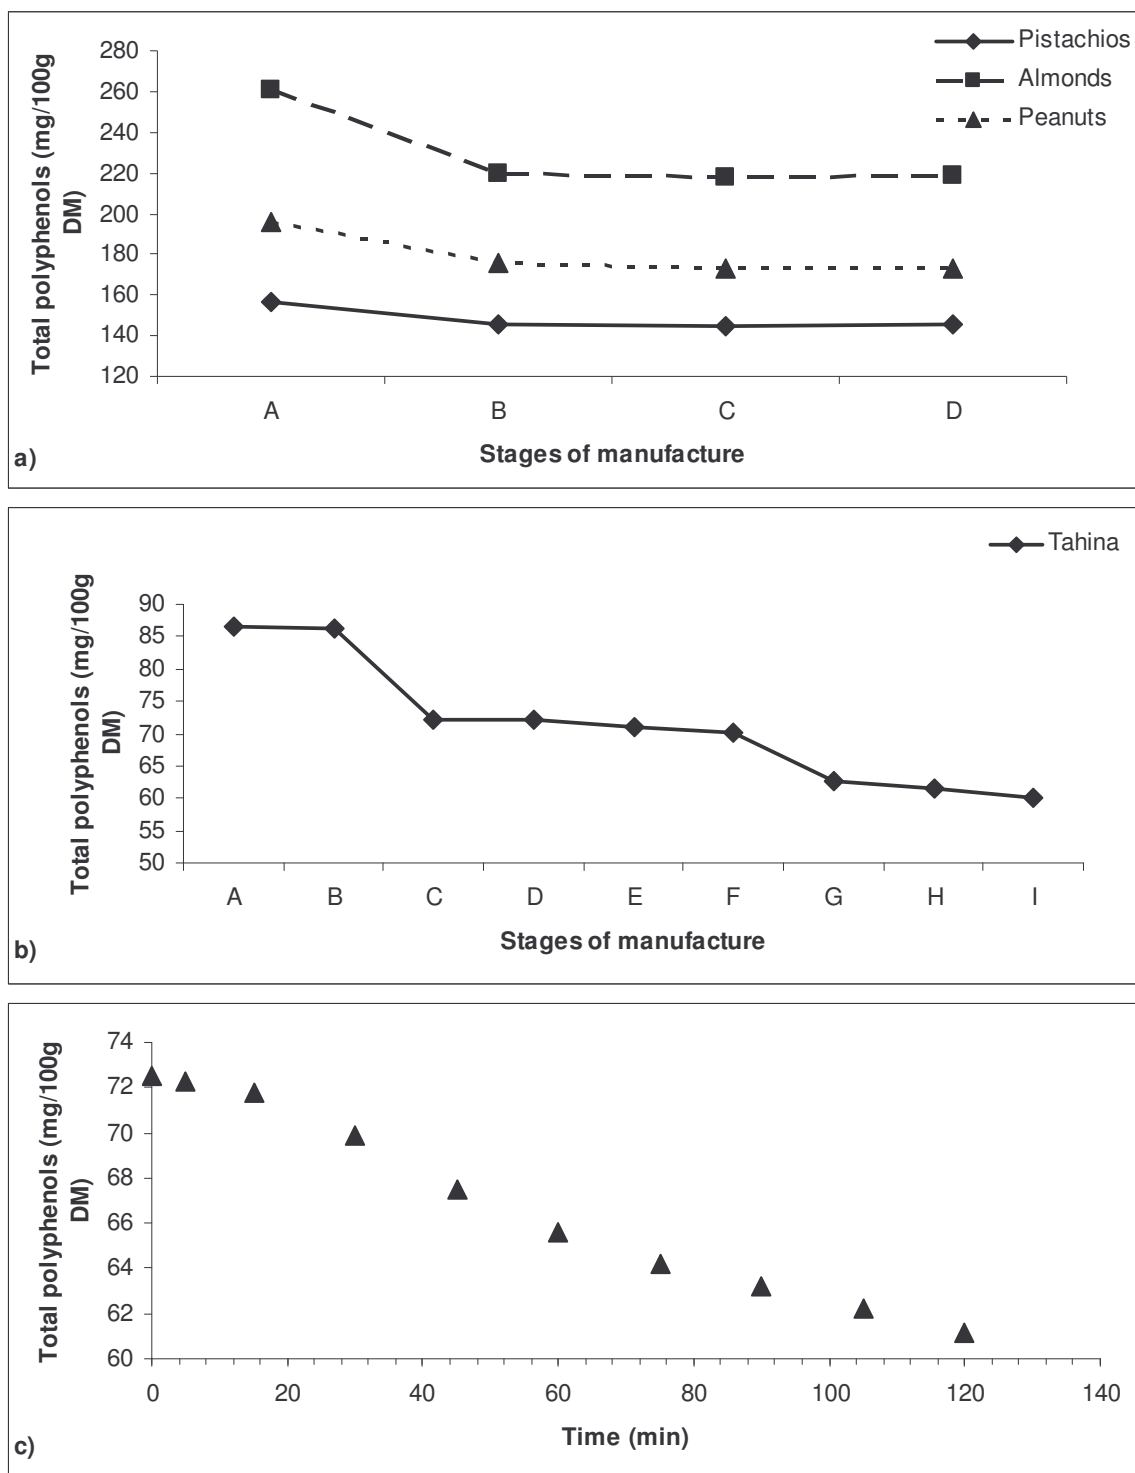 Pistachios
Almonds
Peanuts
Total polyphenols (mg/100g
DM)
280
260
240
220
200
180
160
140
120
A B C D
Stages of manufacture
a)
Tahina
Total polyphenols (mg/100g
DM)
90
85
80
75
70
65
60
55
50
A B C D E F G H I
Stages of manufacture
b)
Total polyphenols (mg/100g
DM)
74
72
70
68
66
64
62
60
0 20 40 60 80 100 120 140
Time (min)
c)